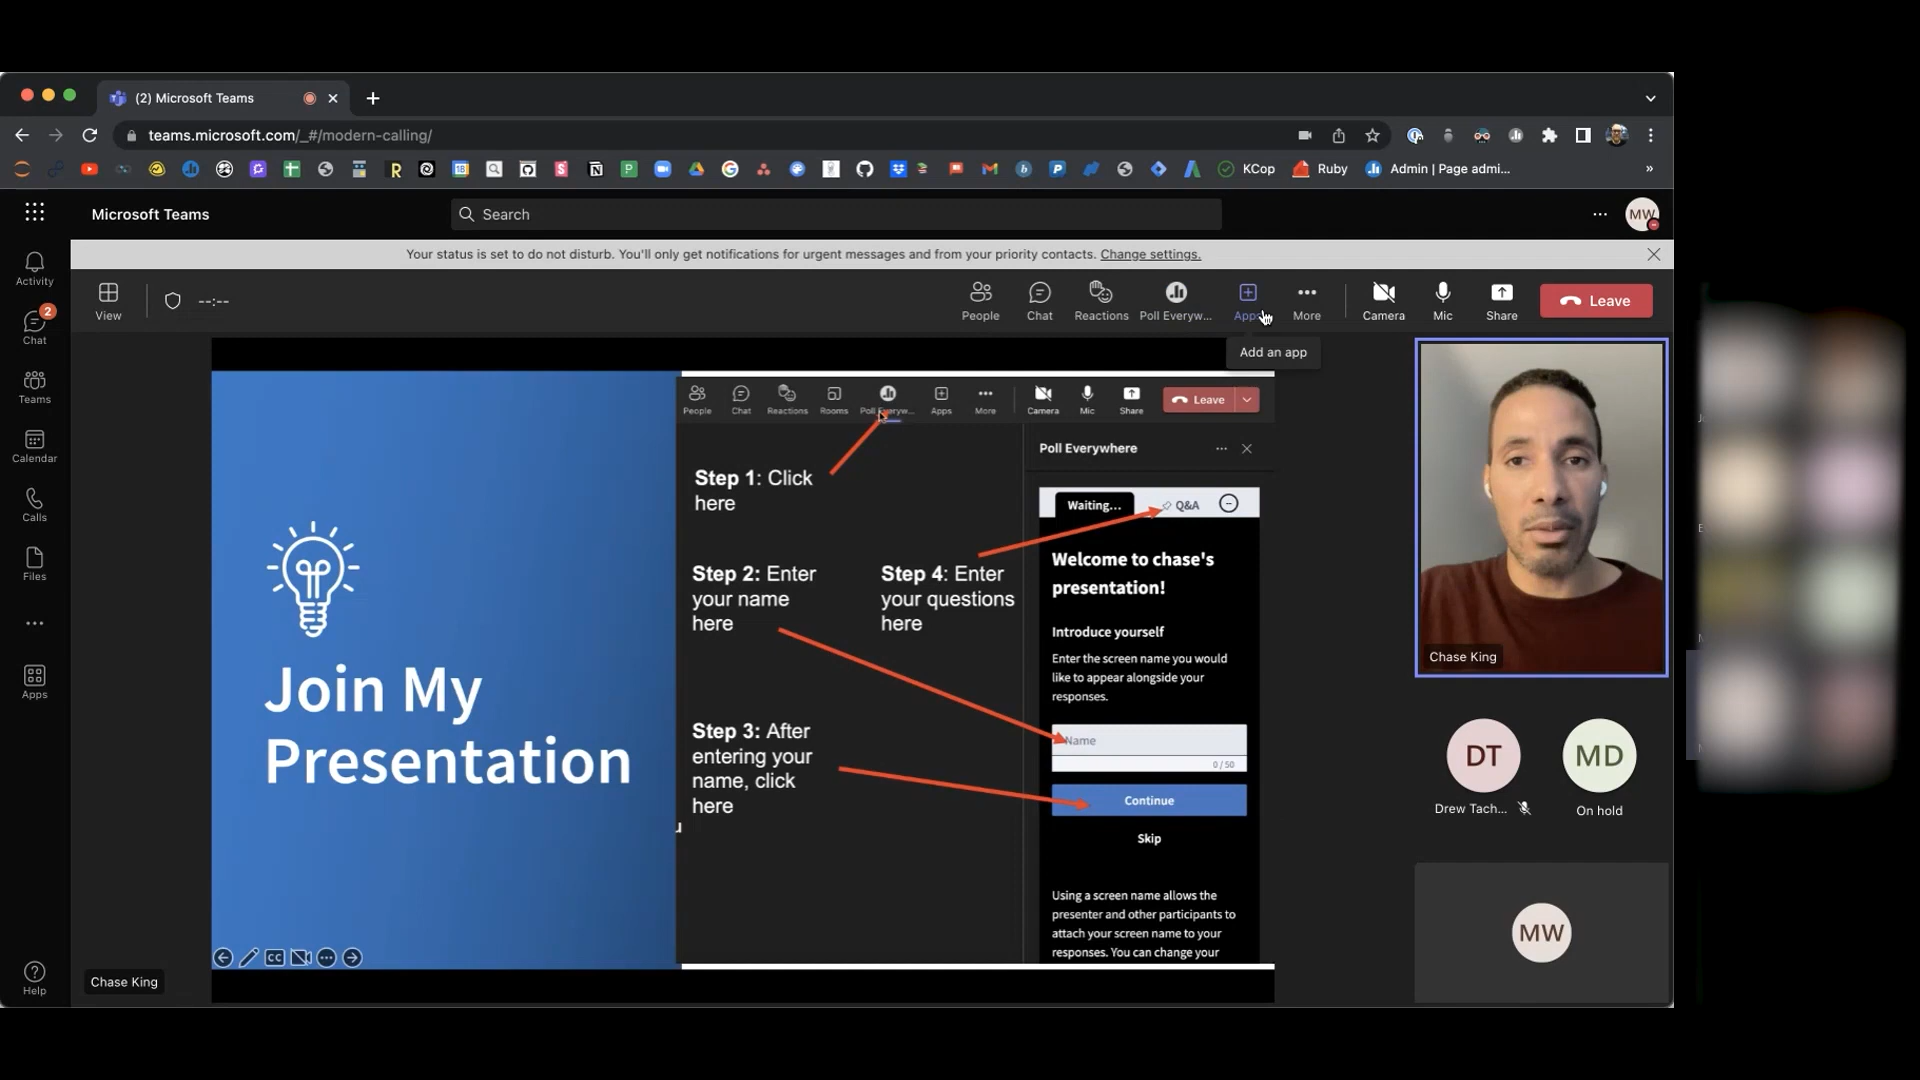 (2) Microsoft Teams
teams.microsoft.com/_#/modern-calling/
KCop
Ruby
Admin | Page admi...
Microsoft Teams
Search
MW
Your status is set to do not disturb. You'll only get notifications for urgent messages and from your priority contacts. Change settings.
Activity
2
Chat
Teams
Calendar
Calls
Files
Apps
Help
View
--:--
People
Chat
Reactions
Poll Everyw...
Apps
More
Camera
Mic
Share
Leave
Add an app
Join My
Presentation
People
Chat
Reactions
Rooms
Poll Everyw...
Apps
More
Camera
Mic
Share
Leave
Step 1: Click
here
Step 2: Enter
your name
here
Step 3: After
entering your
name, click
here
Step 4: Enter
your questions
here
Poll Everywhere
Waiting...
Q&A
Welcome to chase's
presentation!
Introduce yourself
Enter the screen name you would
like to appear alongside your
responses.
Name
0 / 50
Continue
Skip
Using a screen name allows the
presenter and other participants to
attach your screen name to your
responses. You can change your
CC
Chase King
Chase King
DT
Drew Tach...
MD
On hold
MW